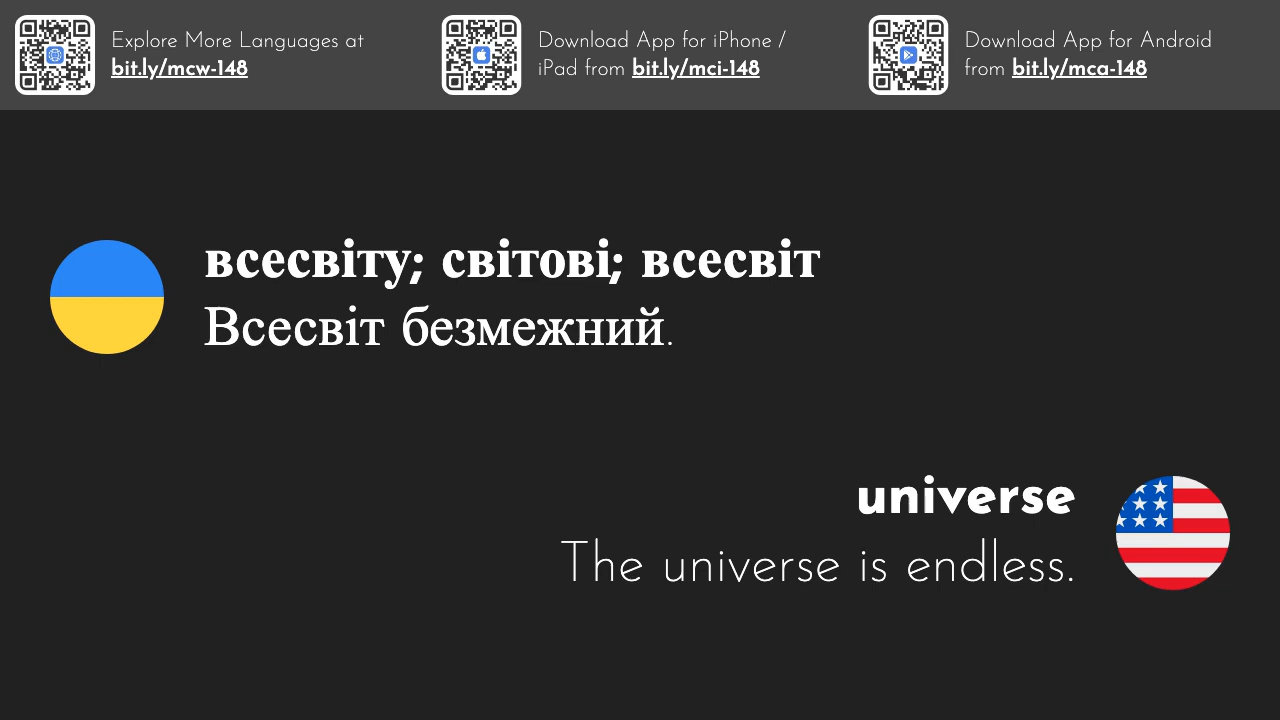 Explore More Languages at
bit.ly/mcw-148
Download App for iPhone /
iPad from bit.ly/mci-148
Download App for Android
from bit.ly/mca-148
всесвіту; світові; всесвіт
Всесвіт безмежний.
universe
The universe is endless.